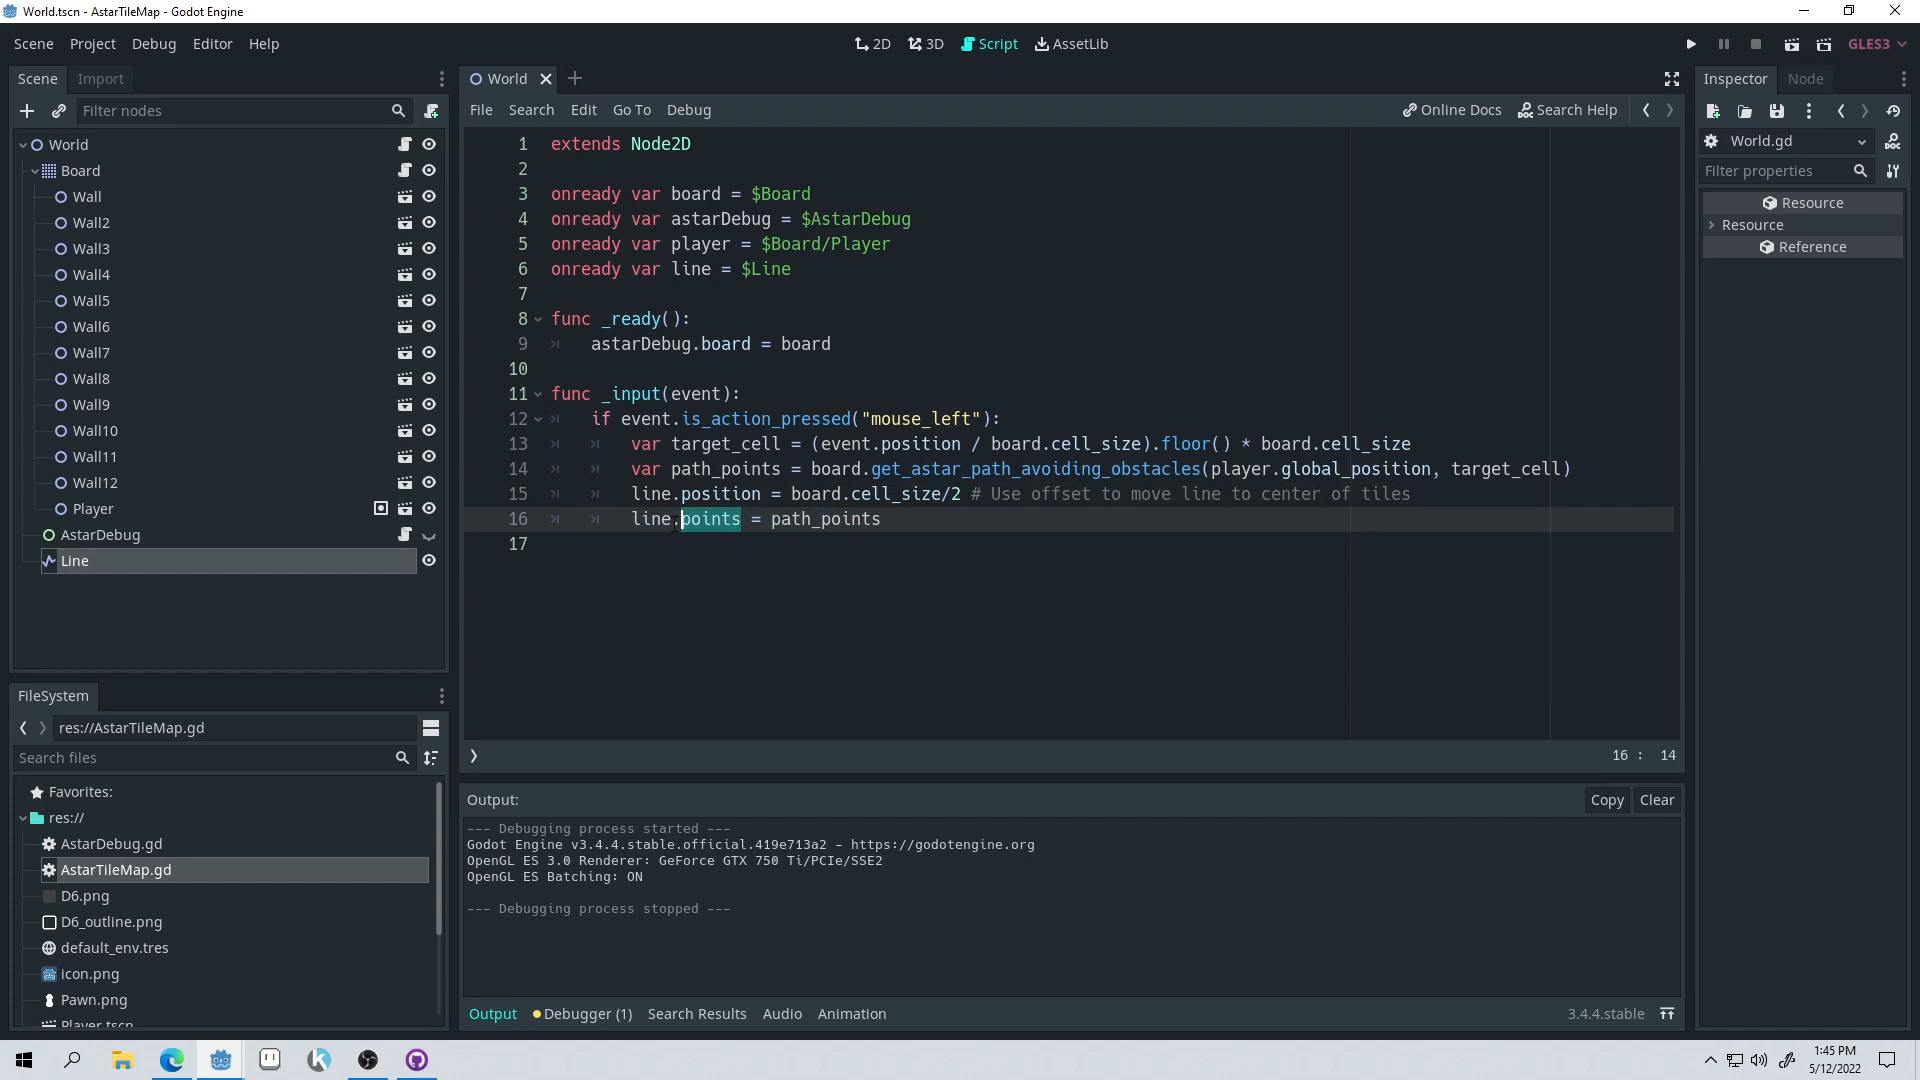 World.tscn - AstarTileMap - Godot Engine
Scene Project Debug Editor Help
2D 3D Script AssetLib
GLES3
Scene Import
Filter nodes
World
Board
Wall
Wall2
Wall3
Wall4
Wall5
Wall6
Wall7
Wall8
Wall9
Wall10
Wall11
Wall12
Player
AstarDebug
Line
FileSystem
res://AstarTileMap.gd
Search files
Favorites:
res://
AstarDebug.gd
AstarTileMap.gd
D6.png
D6_outline.png
default_env.tres
icon.png
Pawn.png
Player.tscn
World
File Search Edit Go To Debug
Online Docs Search Help
1 extends Node2D
2
3 onready var board = $Board
4 onready var astarDebug = $AstarDebug
5 onready var player = $Board/Player
6 onready var line = $Line
7
8 func _ready():
9 astarDebug.board = board
10
11 func _input(event):
12 if event.is_action_pressed("mouse_left"):
13 var target_cell = (event.position / board.cell_size).floor() * board.cell_size
14 var path_points = board.get_astar_path_avoiding_obstacles(player.global_position, target_cell)
15 line.position = board.cell_size/2 # Use offset to move line to center of tiles
16 line.points = path_points
17
16 : 14
Output:
Copy Clear
--- Debugging process started ---
Godot Engine v3.4.4.stable.official.419e713a2 - https://godotengine.org
OpenGL ES 3.0 Renderer: GeForce GTX 750 Ti/PCIe/SSE2
OpenGL ES Batching: ON
--- Debugging process stopped ---
Output Debugger (1) Search Results Audio Animation
3.4.4.stable
Inspector Node
World.gd
Filter properties
Resource
Resource
Reference
1:45 PM
5/12/2022